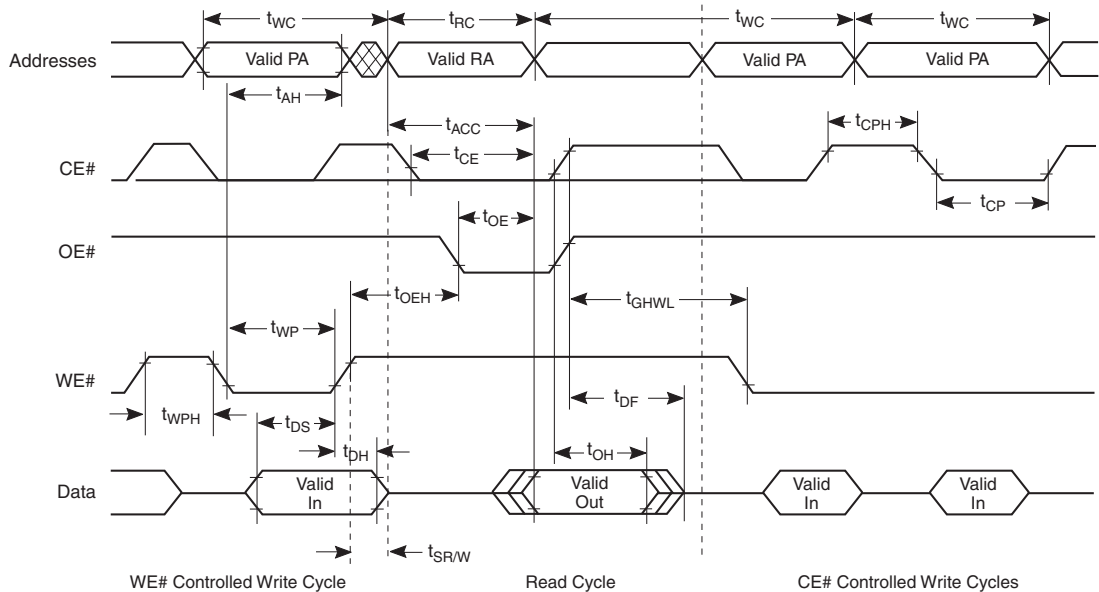 tWC tRC tWC tWC
Addresses Valid PA Valid RA Valid PA Valid PA
tAH
tACC tCPH
CE# tCE
tCP
tOE
OE#
tOEH tGHWL
tWP
WE#
tWPH tDS tDF
tDH tOH
Data Valid In Valid Out Valid In Valid In
tSR/W
WE# Controlled Write Cycle Read Cycle CE# Controlled Write Cycles